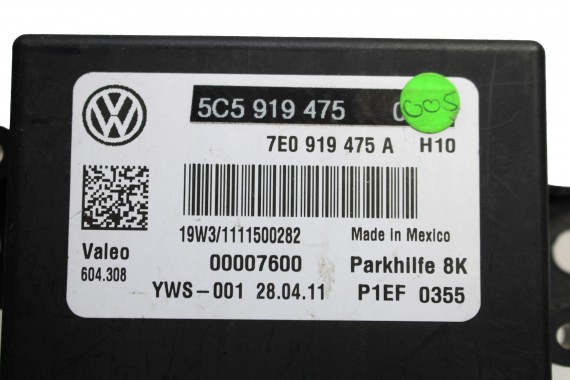 5C5 919 475
005
7E0 919 475 A H10
19W3/1111500282 Made in Mexico
Valeo 00007600 Parkhilfe 8K
604.308
YWS-001 28.04.11 P1EF 0355